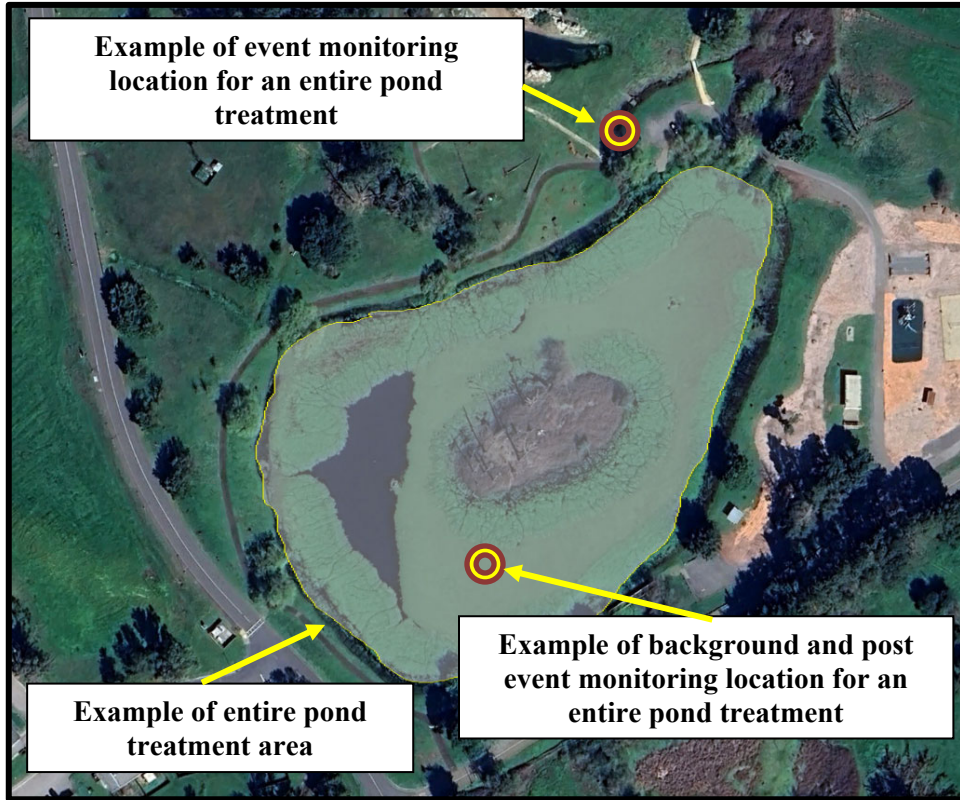 Example of event monitoring
location for an entire pond
treatment
Example of background and post
event monitoring location for an
entire pond treatment
Example of entire pond
treatment area